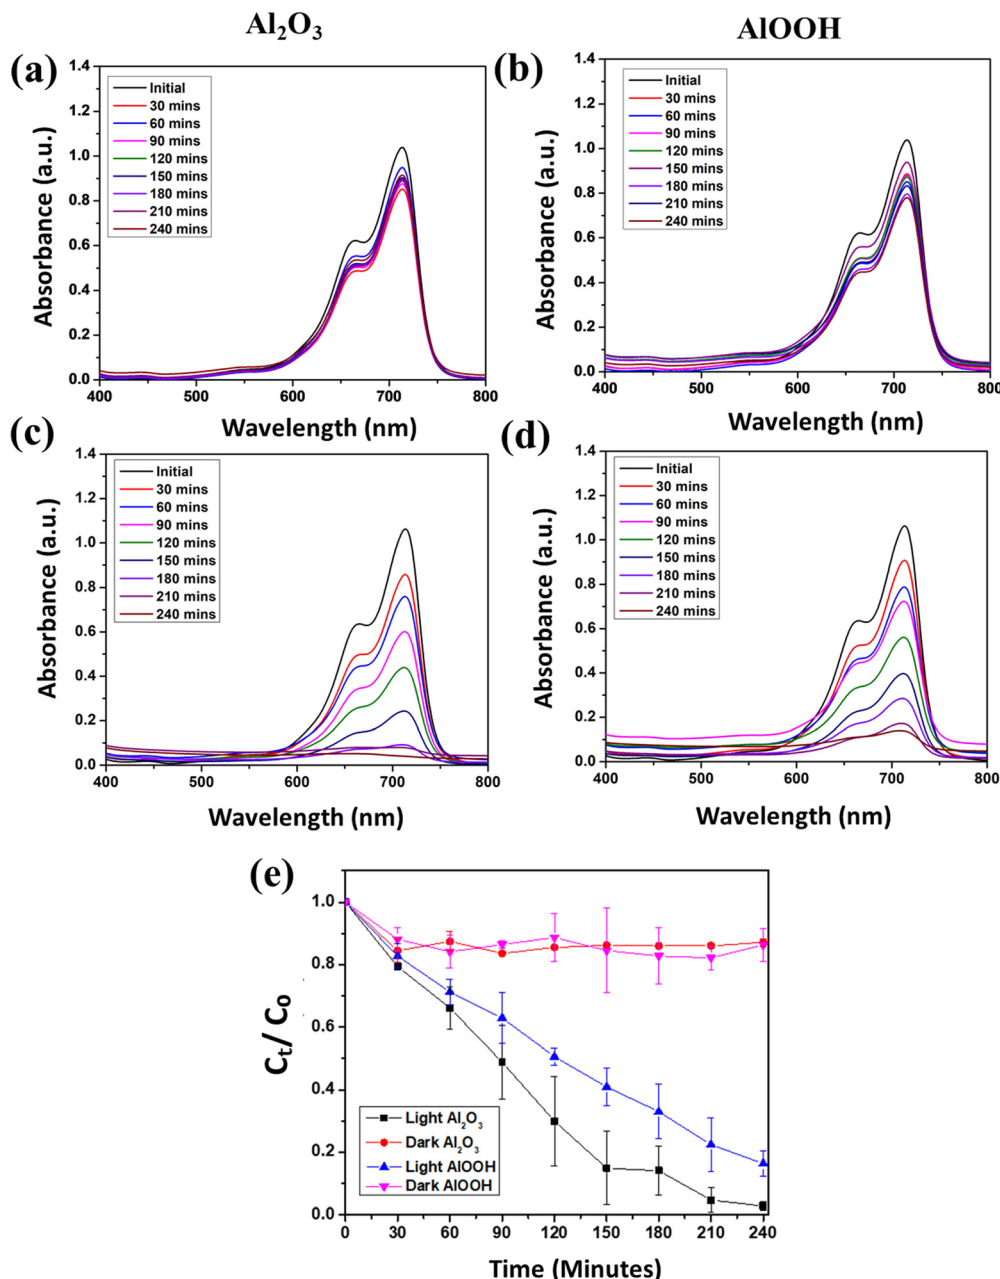 Al₂O₃
AlOOH
(a)
1.4
1.2
1.0
0.8
0.6
0.4
0.2
0.0
400 500 600 700 800
Absorbance (a.u.)
Wavelength (nm)
Initial
30 mins
60 mins
90 mins
120 mins
150 mins
180 mins
210 mins
240 mins
(b)
1.4
1.2
1.0
0.8
0.6
0.4
0.2
0.0
400 500 600 700 800
Absorbance (a.u.)
Wavelength (nm)
Initial
30 mins
60 mins
90 mins
120 mins
150 mins
180 mins
210 mins
240 mins
(c)
1.4
1.2
1.0
0.8
0.6
0.4
0.2
0.0
400 500 600 700 800
Absorbance (a.u.)
Wavelength (nm)
Initial
30 mins
60 mins
90 mins
120 mins
150 mins
180 mins
210 mins
240 mins
(d)
1.4
1.2
1.0
0.8
0.6
0.4
0.2
0.0
400 500 600 700 800
Absorbance (a.u.)
Wavelength (nm)
Initial
30 mins
60 mins
90 mins
120 mins
150 mins
180 mins
210 mins
240 mins
(e)
1.0
0.8
0.6
0.4
0.2
0.0
0 30 60 90 120 150 180 210 240
Cₜ/ C₀
Time (Minutes)
Light Al₂O₃
Dark Al₂O₃
Light AlOOH
Dark AlOOH